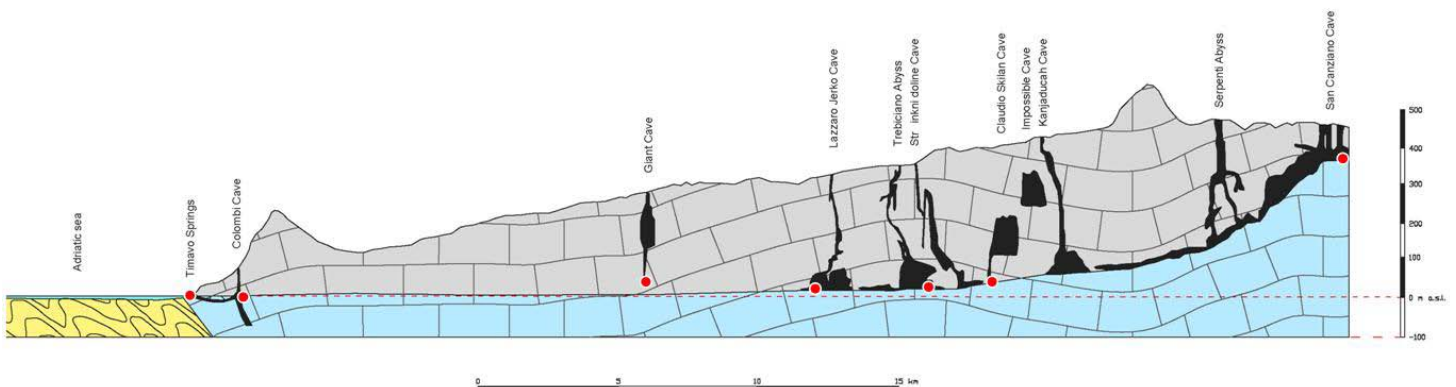 Adriatic sea
Timavo Springs
Colombi Cave
Giant Cave
Lazzaro Jerko Cave
Trebiciano Abyss
Str inkni doline Cave
Claudio Skilan Cave
Impossible Cave
Kanjaducah Cave
Serpenti Abyss
San Canziano Cave
500
400
300
200
100
0 m a.s.l.
-100
0 5 10 15 km